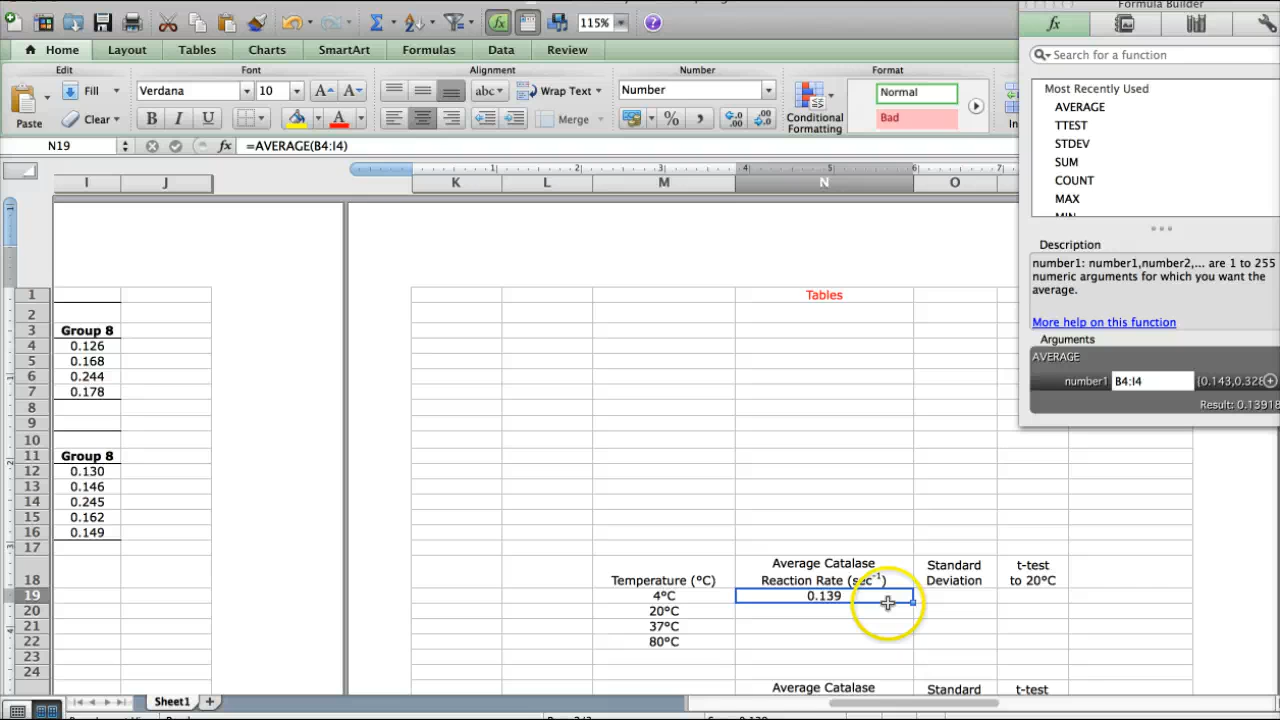 Formula Builder
115%
Home Layout Tables Charts SmartArt Formulas Data Review
Search for a function
Edit Font Alignment Number Format
Most Recently Used
AVERAGE
TTEST
STDEV
SUM
COUNT
MAX
MIN
Fill Verdana 10 abc Wrap Text Number Normal
Paste Clear B I U A Merge % Conditional Formatting Bad
N19 fx =AVERAGE(B4:I4)
I J K L M N O
Description
number1: number1,number2,... are 1 to 255
numeric arguments for which you want the
average.
More help on this function
Arguments
AVERAGE
number1 B4:I4 {0.143,0.328
Result: 0.13918
1 Tables
2
3 Group 8
4 0.126
5 0.168
6 0.244
7 0.178
8
9
10
11 Group 8
12 0.130
13 0.146
14 0.245
15 0.162
16 0.149
17
Average Catalase Standard t-test
18 Temperature (°C) Reaction Rate (sec⁻¹) Deviation to 20°C
19 4°C 0.139
20 20°C
21 37°C
22 80°C
23
24
Average Catalase Standard t-test
Sheet1